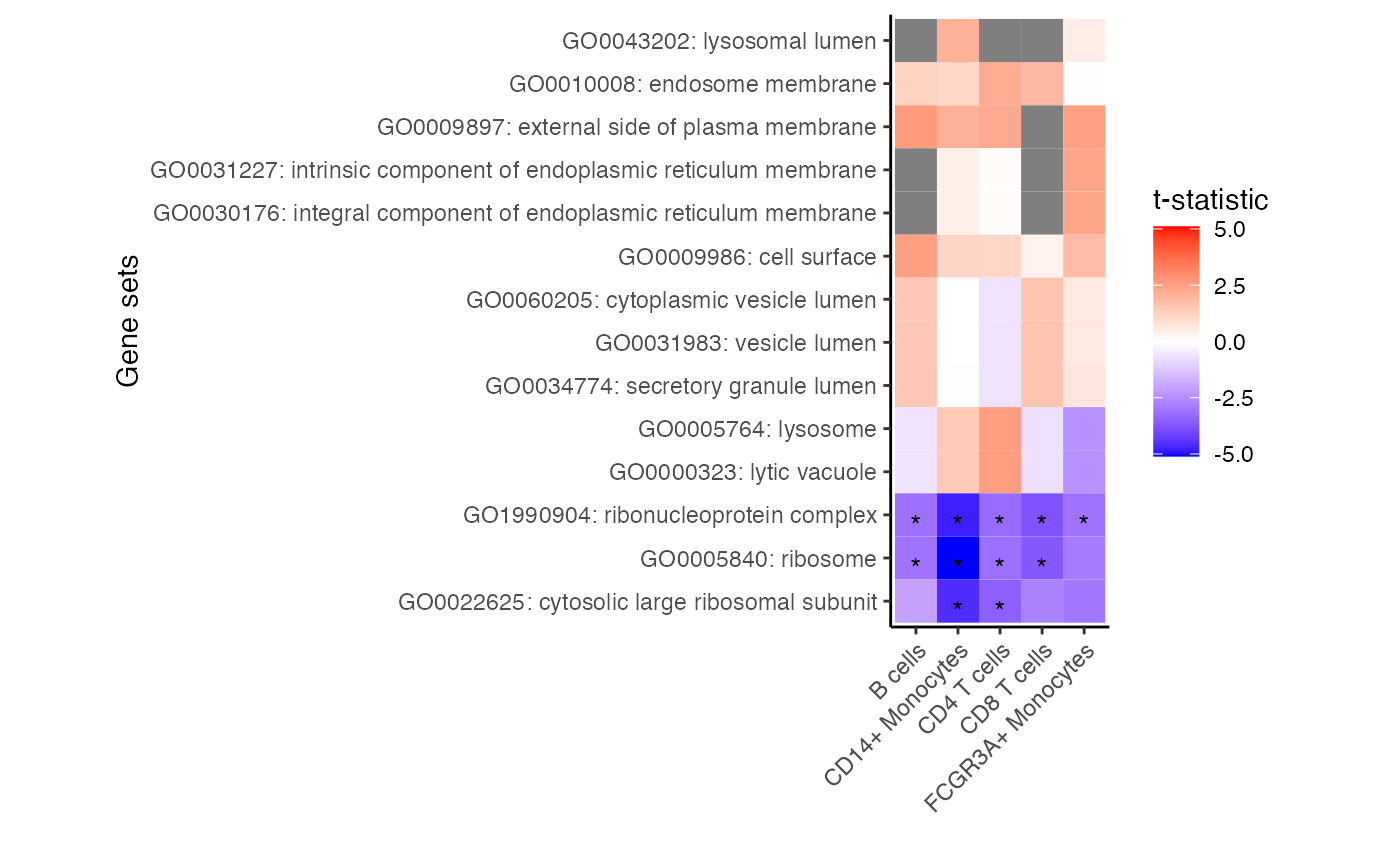 GO0043202: lysosomal lumen
GO0010008: endosome membrane
GO0009897: external side of plasma membrane
GO0031227: intrinsic component of endoplasmic reticulum membrane
GO0030176: integral component of endoplasmic reticulum membrane
GO0009986: cell surface
GO0060205: cytoplasmic vesicle lumen
GO0031983: vesicle lumen
GO0034774: secretory granule lumen
GO0005764: lysosome
GO0000323: lytic vacuole
GO1990904: ribonucleoprotein complex
* * * * *
GO0005840: ribosome
* * * *
GO0022625: cytosolic large ribosomal subunit
* *
Gene sets
B cells
CD14+ Monocytes
CD4 T cells
CD8 T cells
FCGR3A+ Monocytes
t-statistic
5.0
2.5
0.0
-2.5
-5.0